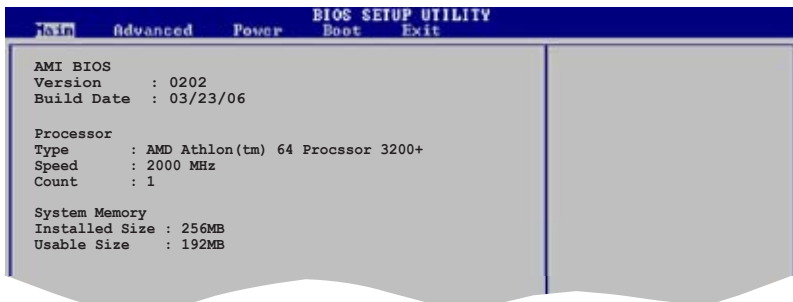 BIOS SETUP UTILITY
Main Advanced Power Boot Exit
AMI BIOS
Version : 0202
Build Date : 03/23/06
Processor
Type : AMD Athlon(tm) 64 Procssor 3200+
Speed : 2000 MHz
Count : 1
System Memory
Installed Size : 256MB
Usable Size : 192MB